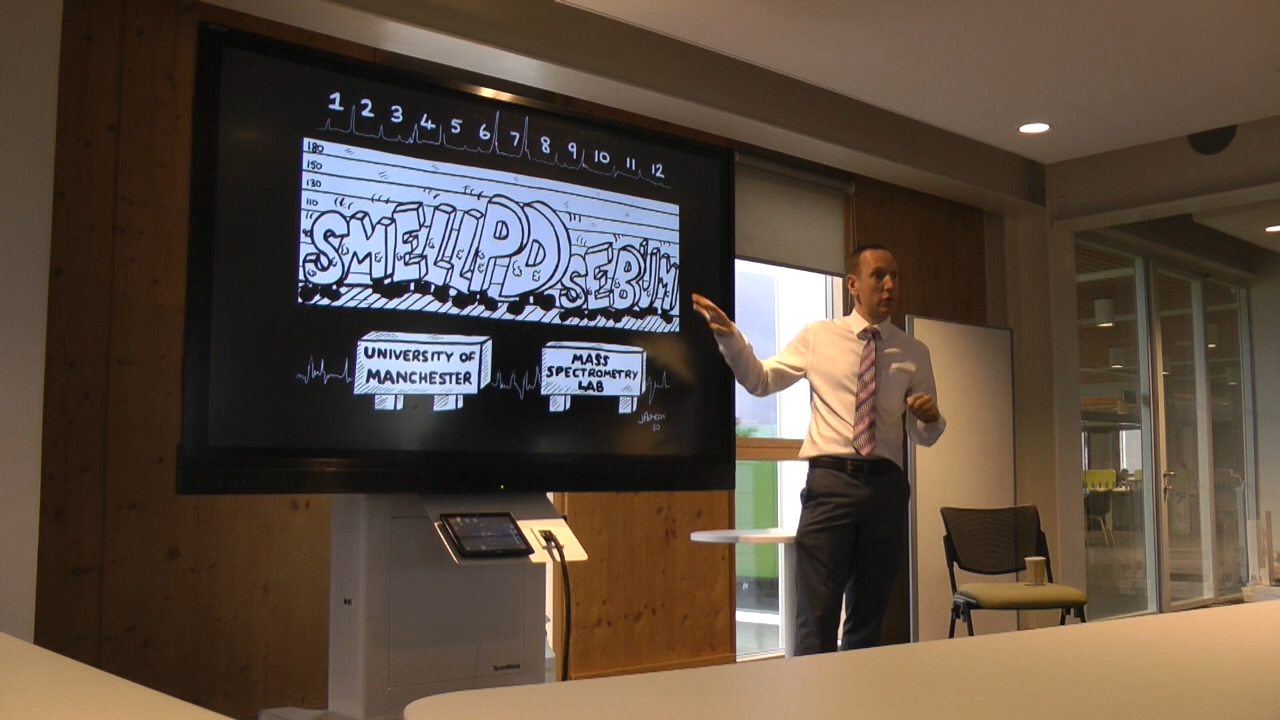 1 2 3 4 5 6 7 8 9 10 11 12
180
150
130
110
SMELLIPD SEBUM
UNIVERSITY OF
MANCHESTER
MASS
SPECTROMETRY
LAB
TeamMate